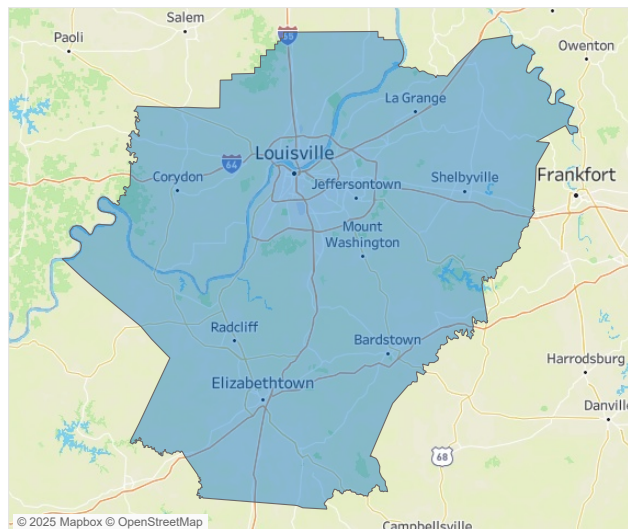 Salem
Paoli
65
Owenton
La Grange
Louisville
64
Corydon
Jeffersontown
Shelbyville
Frankfort
Mount
Washington
Radcliff
Bardstown
Harrodsburg
Elizabethtown
Danville
68
© 2025 Mapbox © OpenStreetMap
Campbellsville